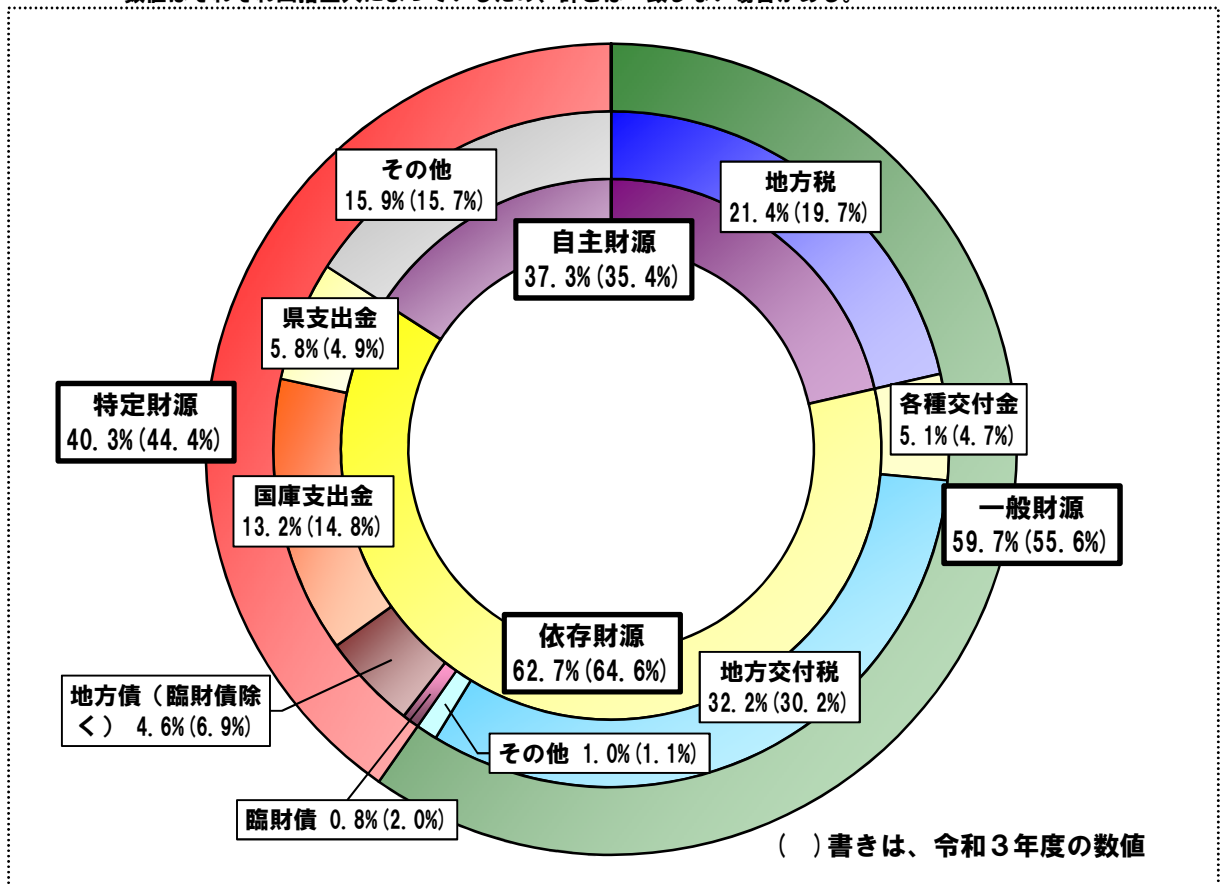 その他
15.9%(15.7%)
地方税
21.4%(19.7%)
自主財源
37.3%(35.4%)
県支出金
5.8%(4.9%)
特定財源
40.3%(44.4%)
各種交付金
5.1%(4.7%)
国庫支出金
13.2%(14.8%)
一般財源
59.7%(55.6%)
依存財源
62.7%(64.6%)
地方交付税
32.2%(30.2%)
地方債(臨財債除
く) 4.6%(6.9%)
その他 1.0%(1.1%)
臨財債 0.8%(2.0%)
( )書きは、令和3年度の数値